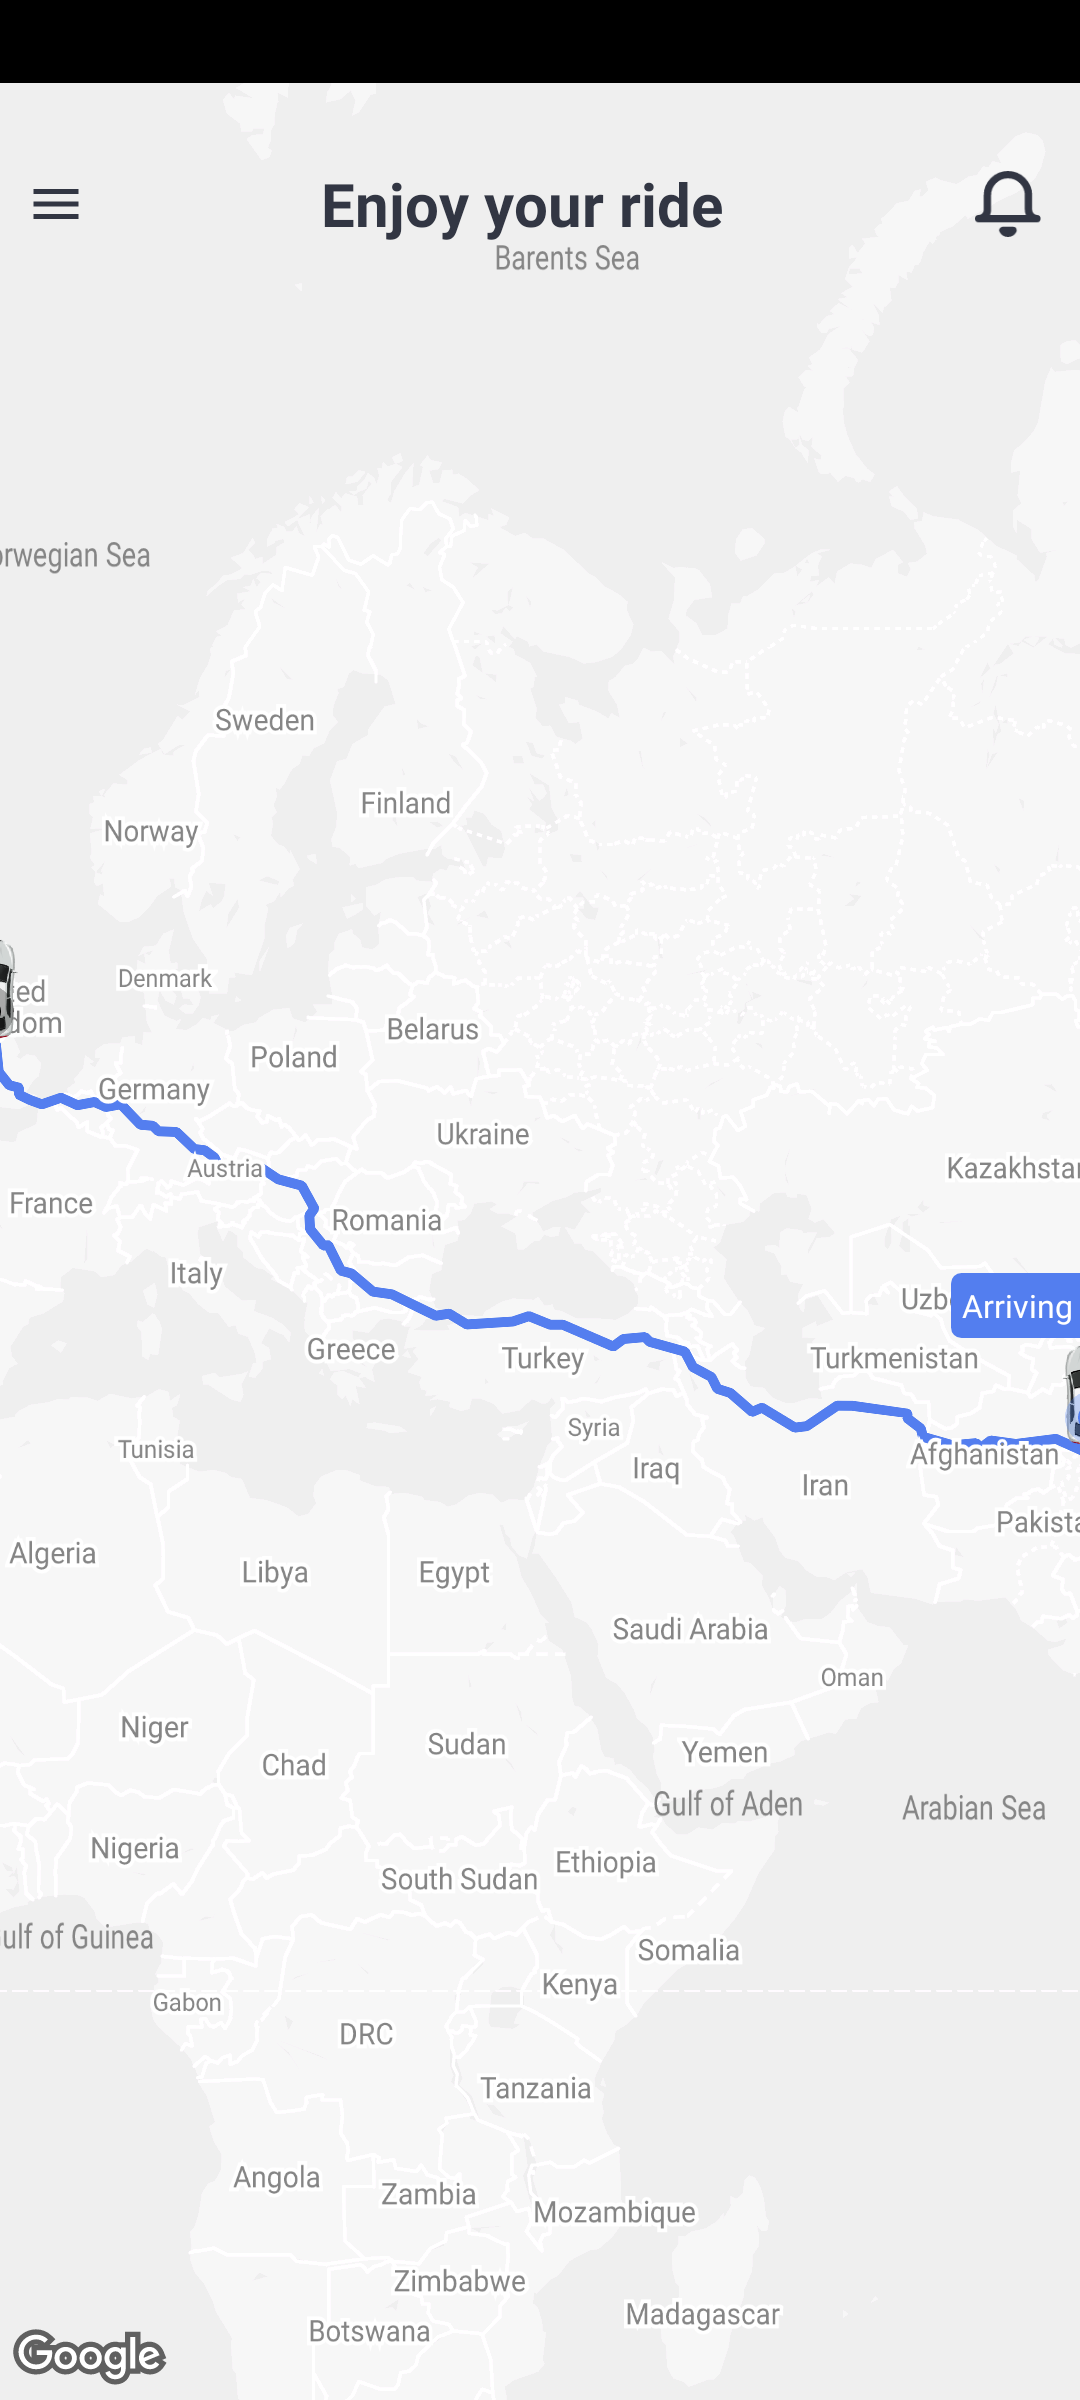 Enjoy your ride
Barents Sea
orwegian Sea
Sweden
Finland
Norway
Denmark
ed
dom
Belarus
Poland
Germany
Ukraine
Austria
Kazakhstan
France
Romania
Italy
Uzb
Arriving
Greece
Turkey
Turkmenistan
Syria
Tunisia
Afghanistan
Iraq
Iran
Pakista
Algeria
Libya
Egypt
Saudi Arabia
Oman
Niger
Sudan
Yemen
Chad
Gulf of Aden
Arabian Sea
Nigeria
Ethiopia
South Sudan
ulf of Guinea
Somalia
Kenya
Gabon
DRC
Tanzania
Angola
Zambia
Mozambique
Zimbabwe
Madagascar
Botswana
Google